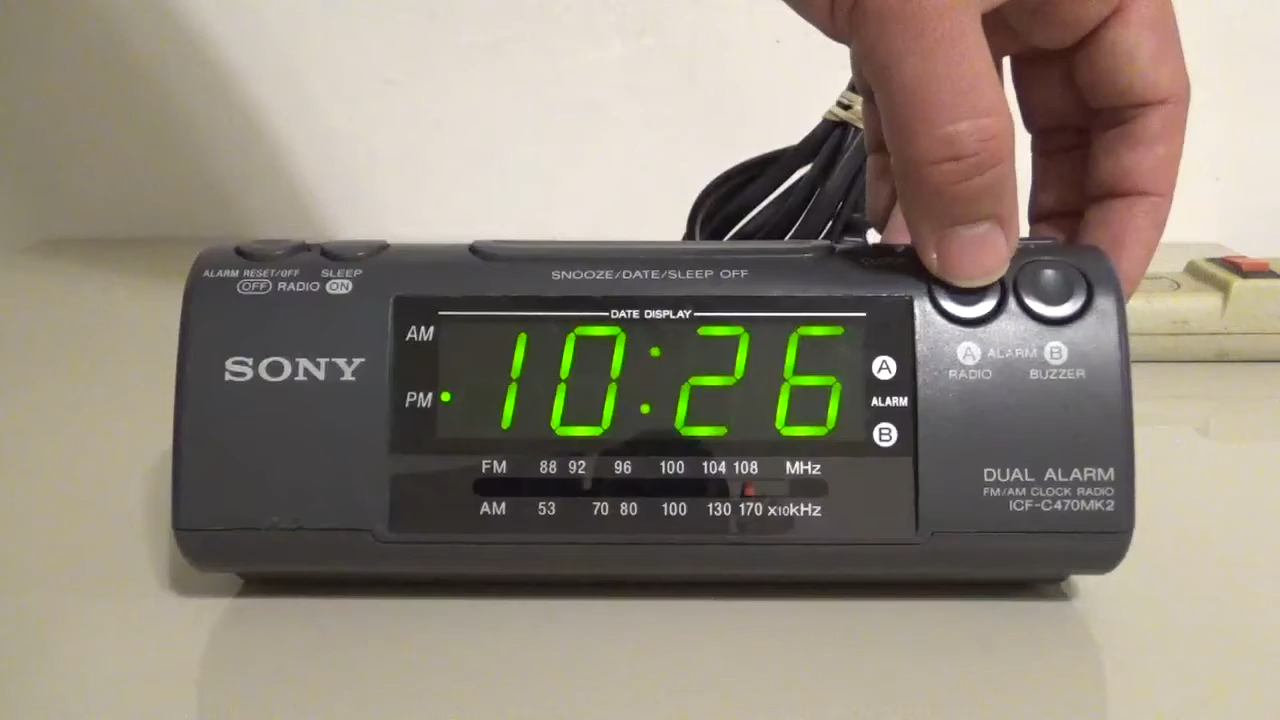 ALARM RESET/OFF SLEEP
OFF RADIO ON
SNOOZE/DATE/SLEEP OFF
DATE DISPLAY
AM
PM
10:26
SONY
A
ALARM
B
A ALARM B
RADIO BUZZER
FM 88 92 96 100 104 108 MHz
AM 53 70 80 100 130 170 x10kHz
DUAL ALARM
FM/AM CLOCK RADIO
ICF-C470MK2